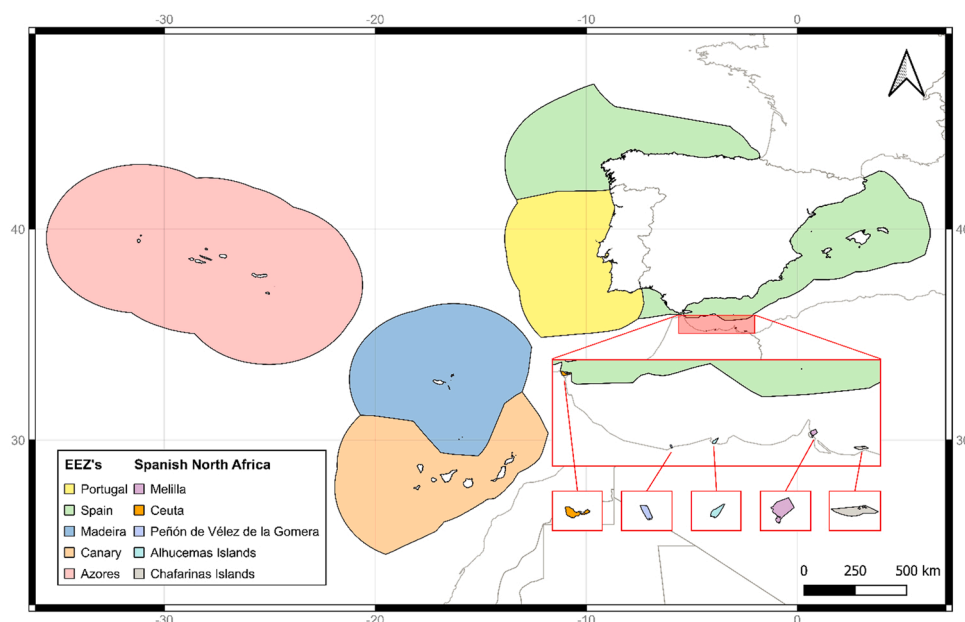 -30 -20 -10 0
40 40
30 30
EEZ's Spanish North Africa
Portugal Melilla
Spain Ceuta
Madeira Peñón de Vélez de la Gomera
Canary Alhucemas Islands
Azores Chafarinas Islands
0 250 500 km
-30 -20 -10 0